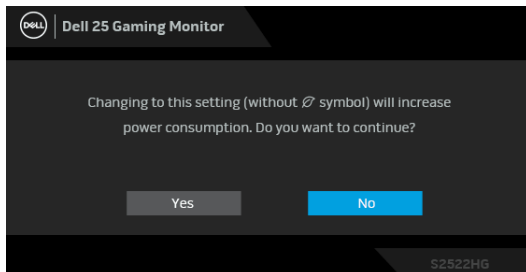 DELL
Dell 25 Gaming Monitor
Changing to this setting (without symbol) will increase
power consumption. Do you want to continue?
Yes
No
S2522HG